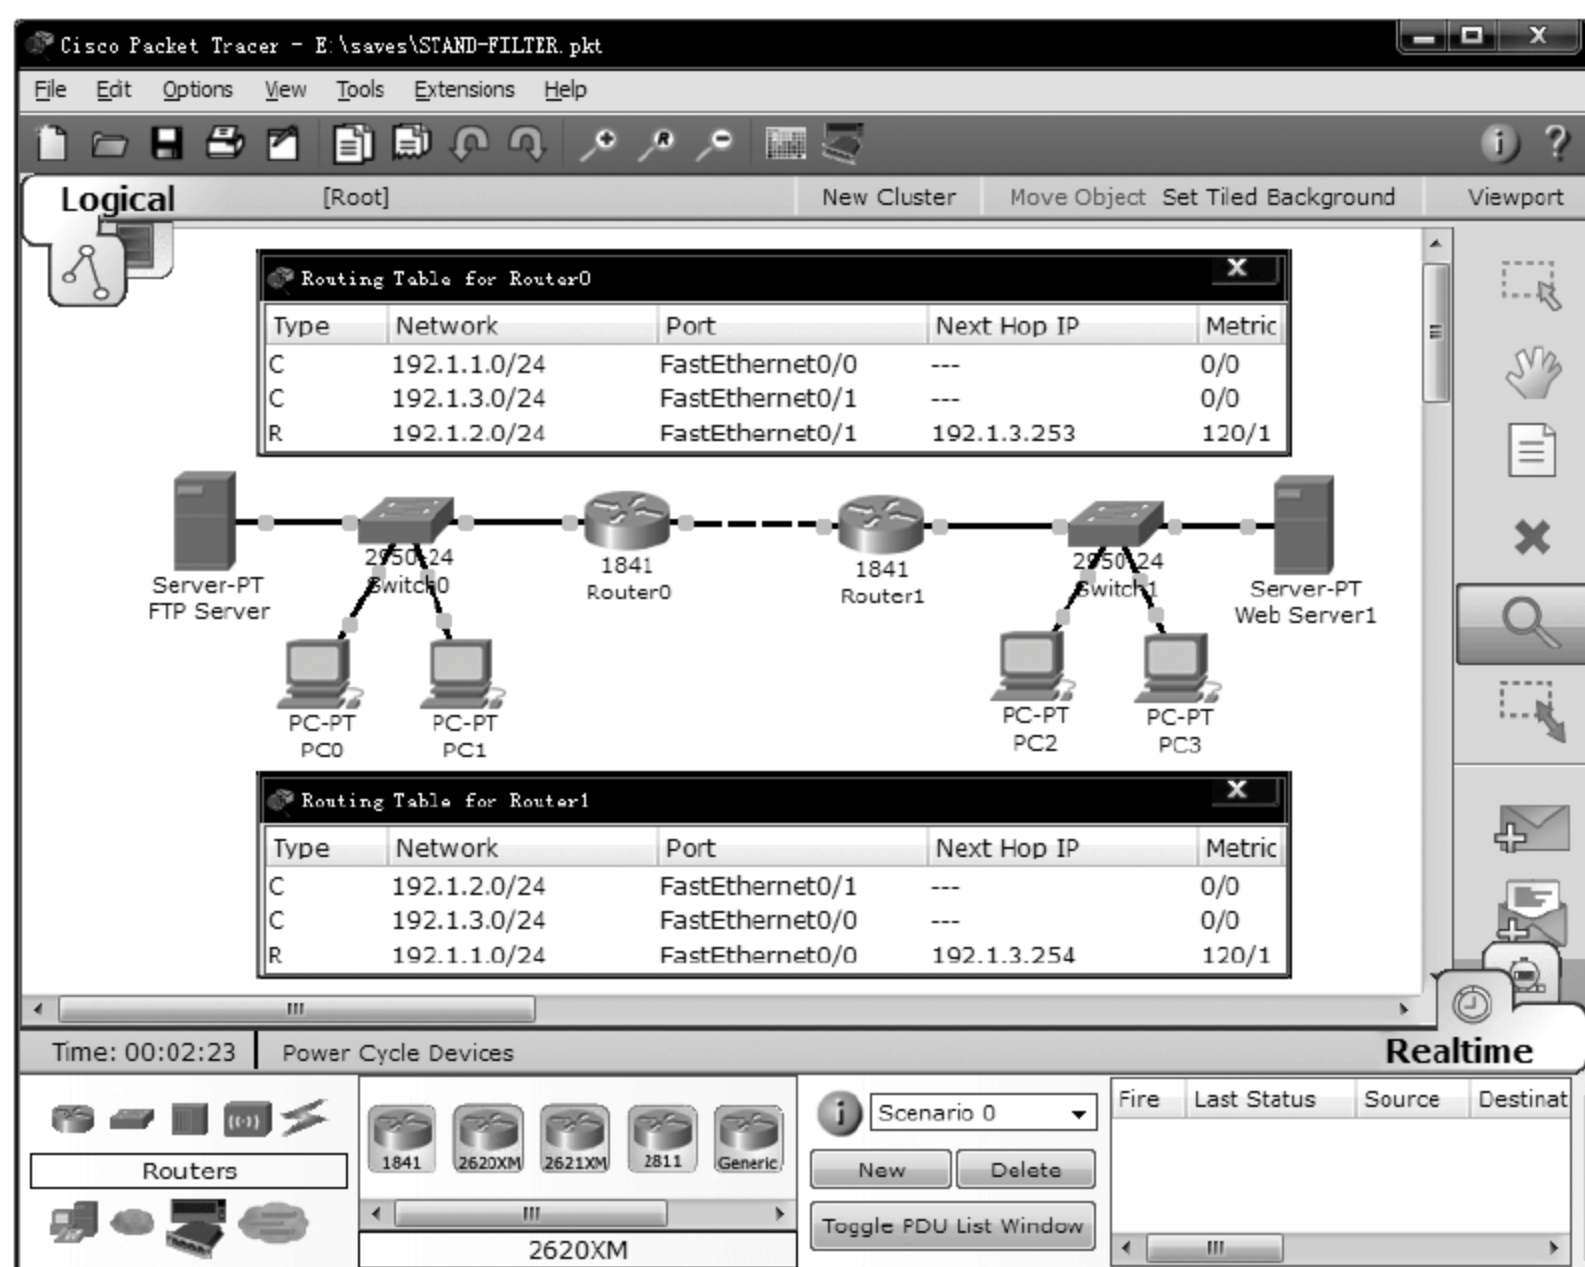 Cisco Packet Tracer - E:\saves\STAND-FILTER.pkt
File Edit Options View Tools Extensions Help
Logical [Root] New Cluster Move Object Set Tiled Background Viewport
Routing Table for Router0
Type Network Port Next Hop IP Metric
C 192.1.1.0/24 FastEthernet0/0 --- 0/0
C 192.1.3.0/24 FastEthernet0/1 --- 0/0
R 192.1.2.0/24 FastEthernet0/1 192.1.3.253 120/1
Server-PT
FTP Server
2950-24
Switch0
1841
Router0
1841
Router1
2950-24
Switch1
Server-PT
Web Server1
PC-PT
PC0
PC-PT
PC1
PC-PT
PC2
PC-PT
PC3
Routing Table for Router1
Type Network Port Next Hop IP Metric
C 192.1.2.0/24 FastEthernet0/1 --- 0/0
C 192.1.3.0/24 FastEthernet0/0 --- 0/0
R 192.1.1.0/24 FastEthernet0/0 192.1.3.254 120/1
Time: 00:02:23 Power Cycle Devices Realtime
Routers
1841 2620XM 2621XM 2811 Generic
2620XM
Scenario 0
New Delete
Toggle PDU List Window
Fire Last Status Source Destinat